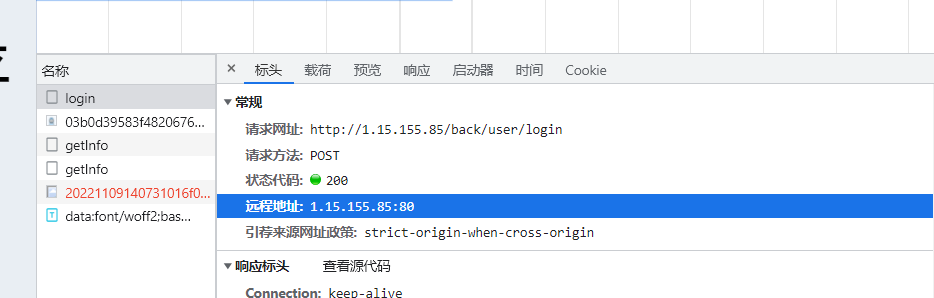 名称
× 标头 载荷 预览 响应 启动器 时间 Cookie
login
03b0d39583f4820676...
getInfo
getInfo
20221109140731016f0...
data:font/woff2;bas...
常规
请求网址: http://1.15.155.85/back/user/login
请求方法: POST
状态代码: 200
远程地址: 1.15.155.85:80
引荐来源网址政策: strict-origin-when-cross-origin
响应标头 查看源代码
Connection: keep-alive